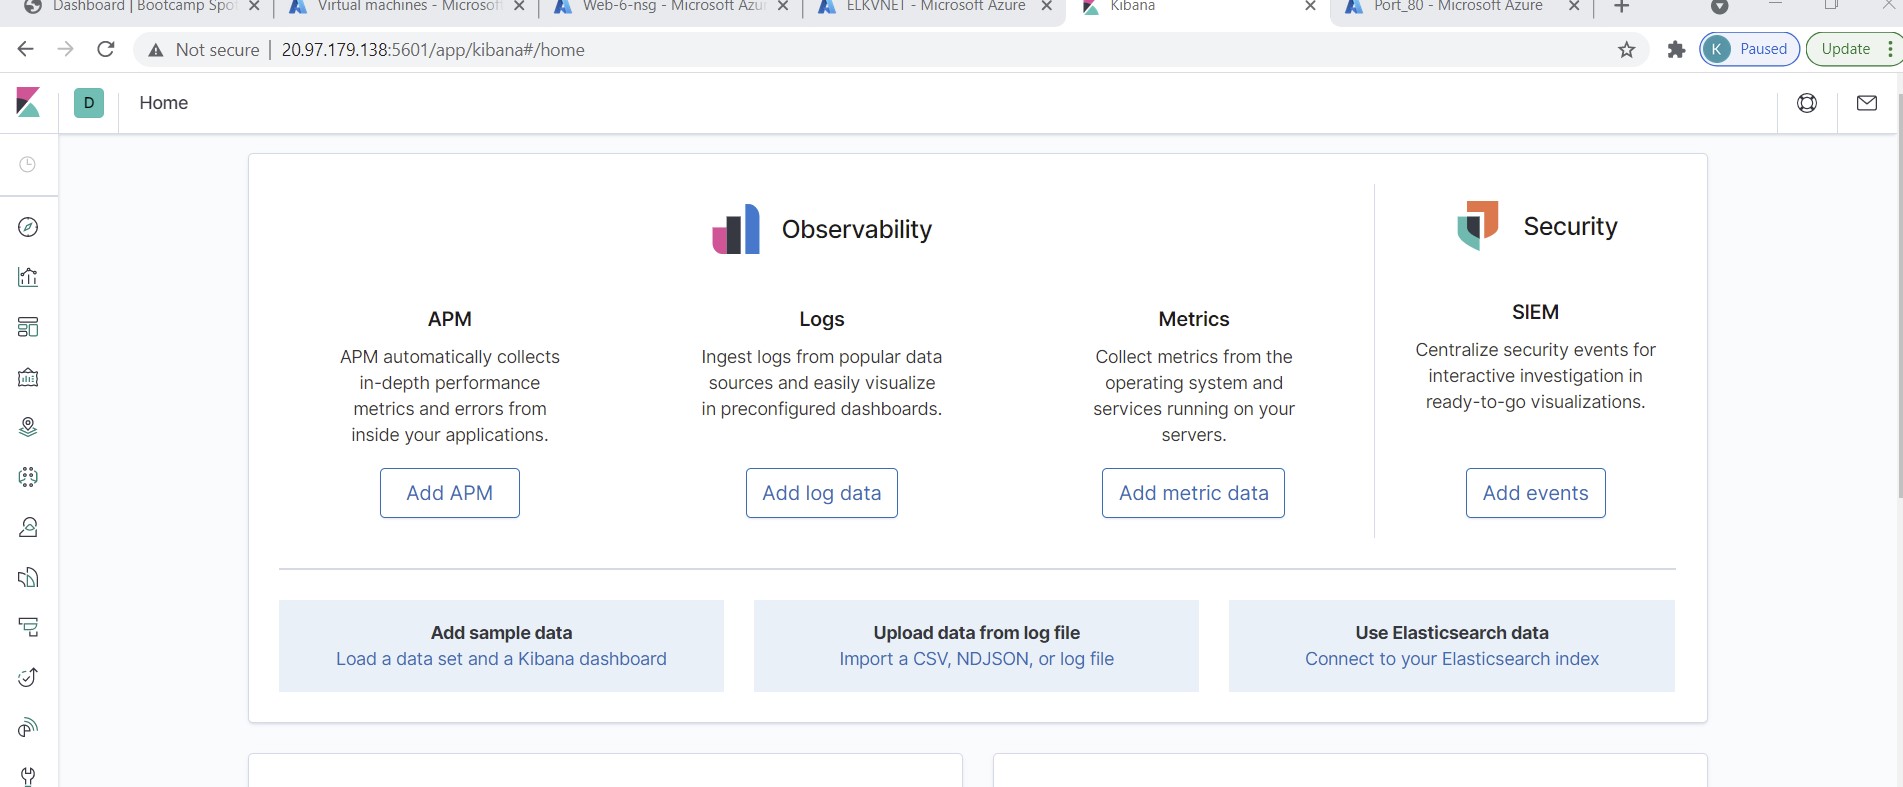 Dashboard | Bootcamp Spo
Virtual machines - Microsof
Web-6-nsg - Microsoft Azu
ELKVNET - Microsoft Azure
Kibana
Port_80 - Microsoft Azure
Not secure | 20.97.179.138:5601/app/kibana#/home
K Paused
Update
D Home
Observability
Security
APM
APM automatically collects
in-depth performance
metrics and errors from
inside your applications.
Add APM
Logs
Ingest logs from popular data
sources and easily visualize
in preconfigured dashboards.
Add log data
Metrics
Collect metrics from the
operating system and
services running on your
servers.
Add metric data
SIEM
Centralize security events for
interactive investigation in
ready-to-go visualizations.
Add events
Add sample data
Load a data set and a Kibana dashboard
Upload data from log file
Import a CSV, NDJSON, or log file
Use Elasticsearch data
Connect to your Elasticsearch index